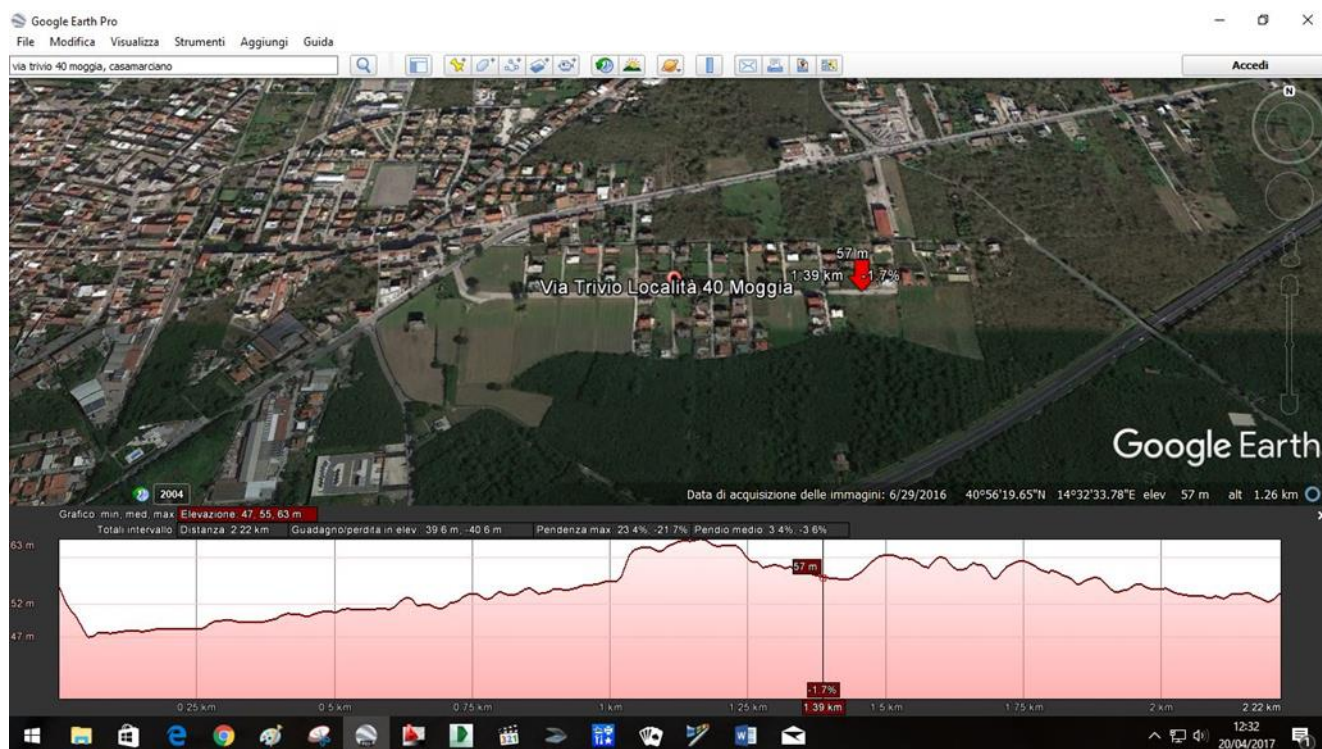 Google Earth Pro
File Modifica Visualizza Strumenti Aggiungi Guida
via trivio 40 moggia, casamarciano
Accedi
N
57 m
1.39 km -1.7%
Via Trivio Località 40 Moggia
Google Earth
2004
Data di acquisizione delle immagini: 6/29/2016 40°56'19.65"N 14°32'33.78"E elev 57 m alt 1.26 km
Grafico: min, med, max Elevazione: 47, 55, 63 m
Totali intervallo: Distanza: 2.22 km Guadagno/perdita in elev.: 39.6 m, -40.6 m Pendenza max: 23.4%, -21.7% Pendio medio: 3.4%, -3.6%
63 m
57 m
52 m
47 m
-1.7%
0.25 km 0.5 km 0.75 km 1 km 1.25 km 1.39 km 1.5 km 1.75 km 2 km 2.22 km
12:32
20/04/2017